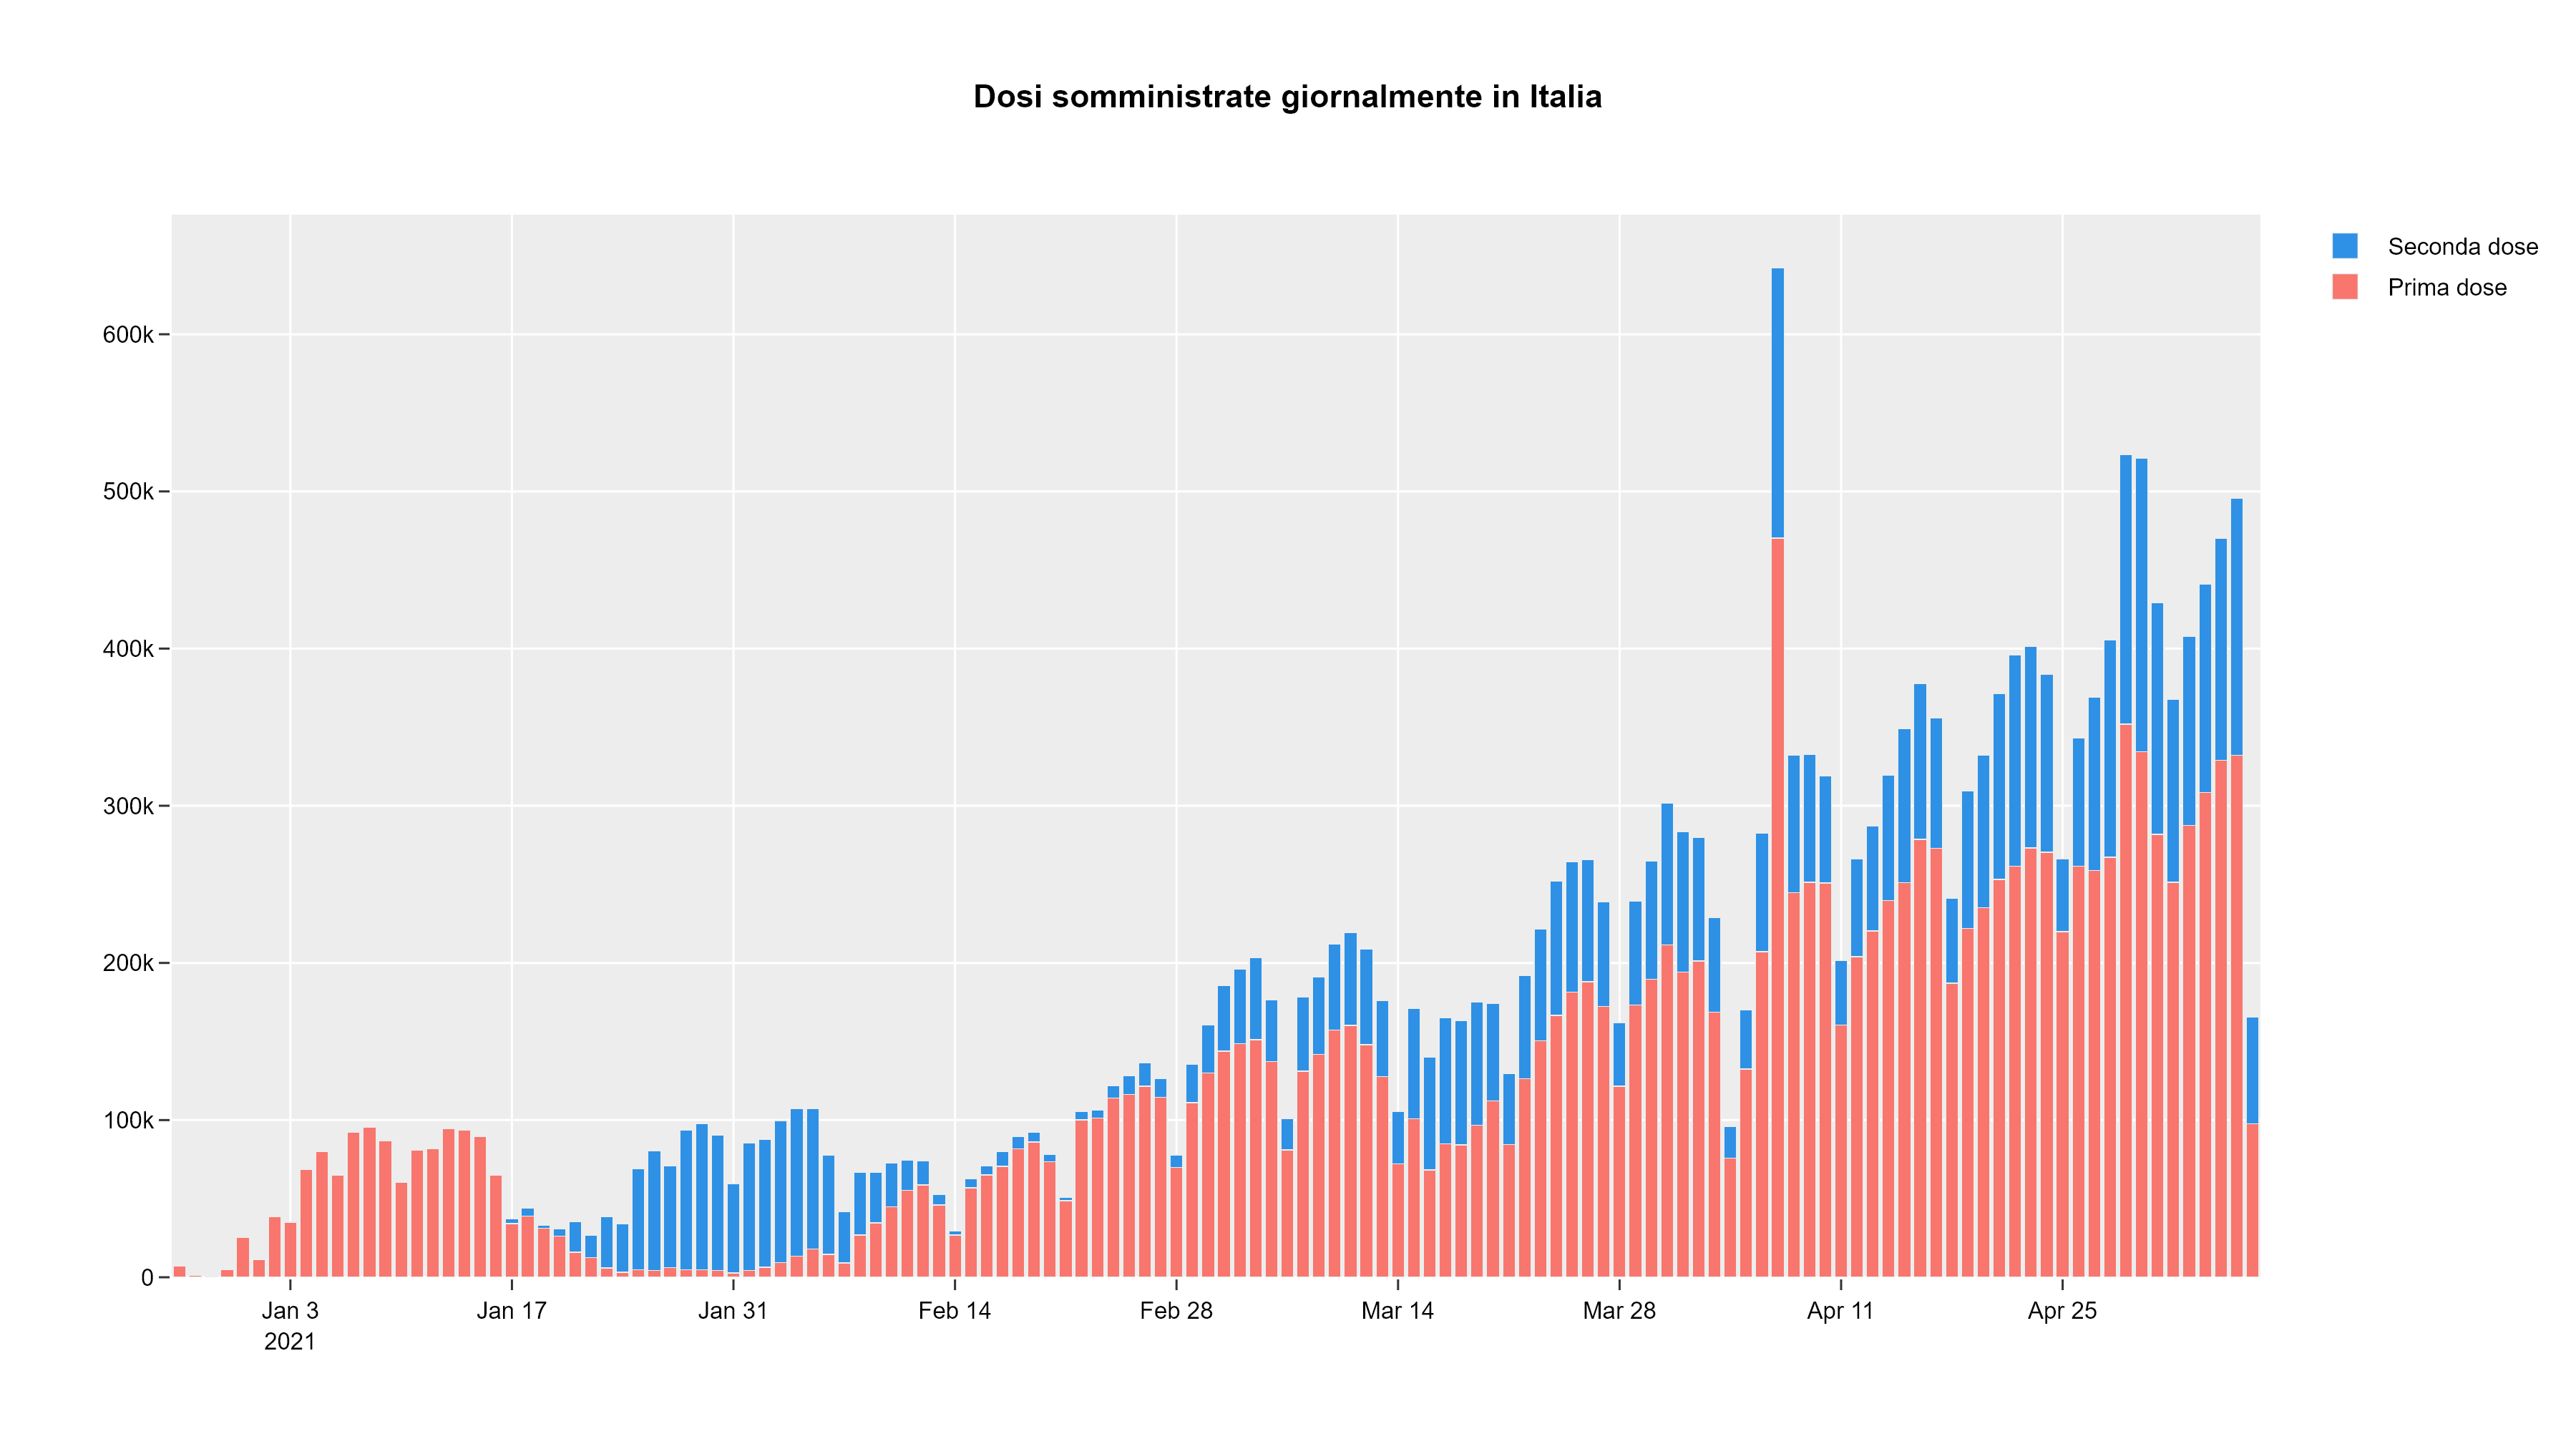 Dosi somministrate giornalmente in Italia
Seconda dose
Prima dose
600k
500k
400k
300k
200k
100k
0
Jan 3
2021
Jan 17
Jan 31
Feb 14
Feb 28
Mar 14
Mar 28
Apr 11
Apr 25